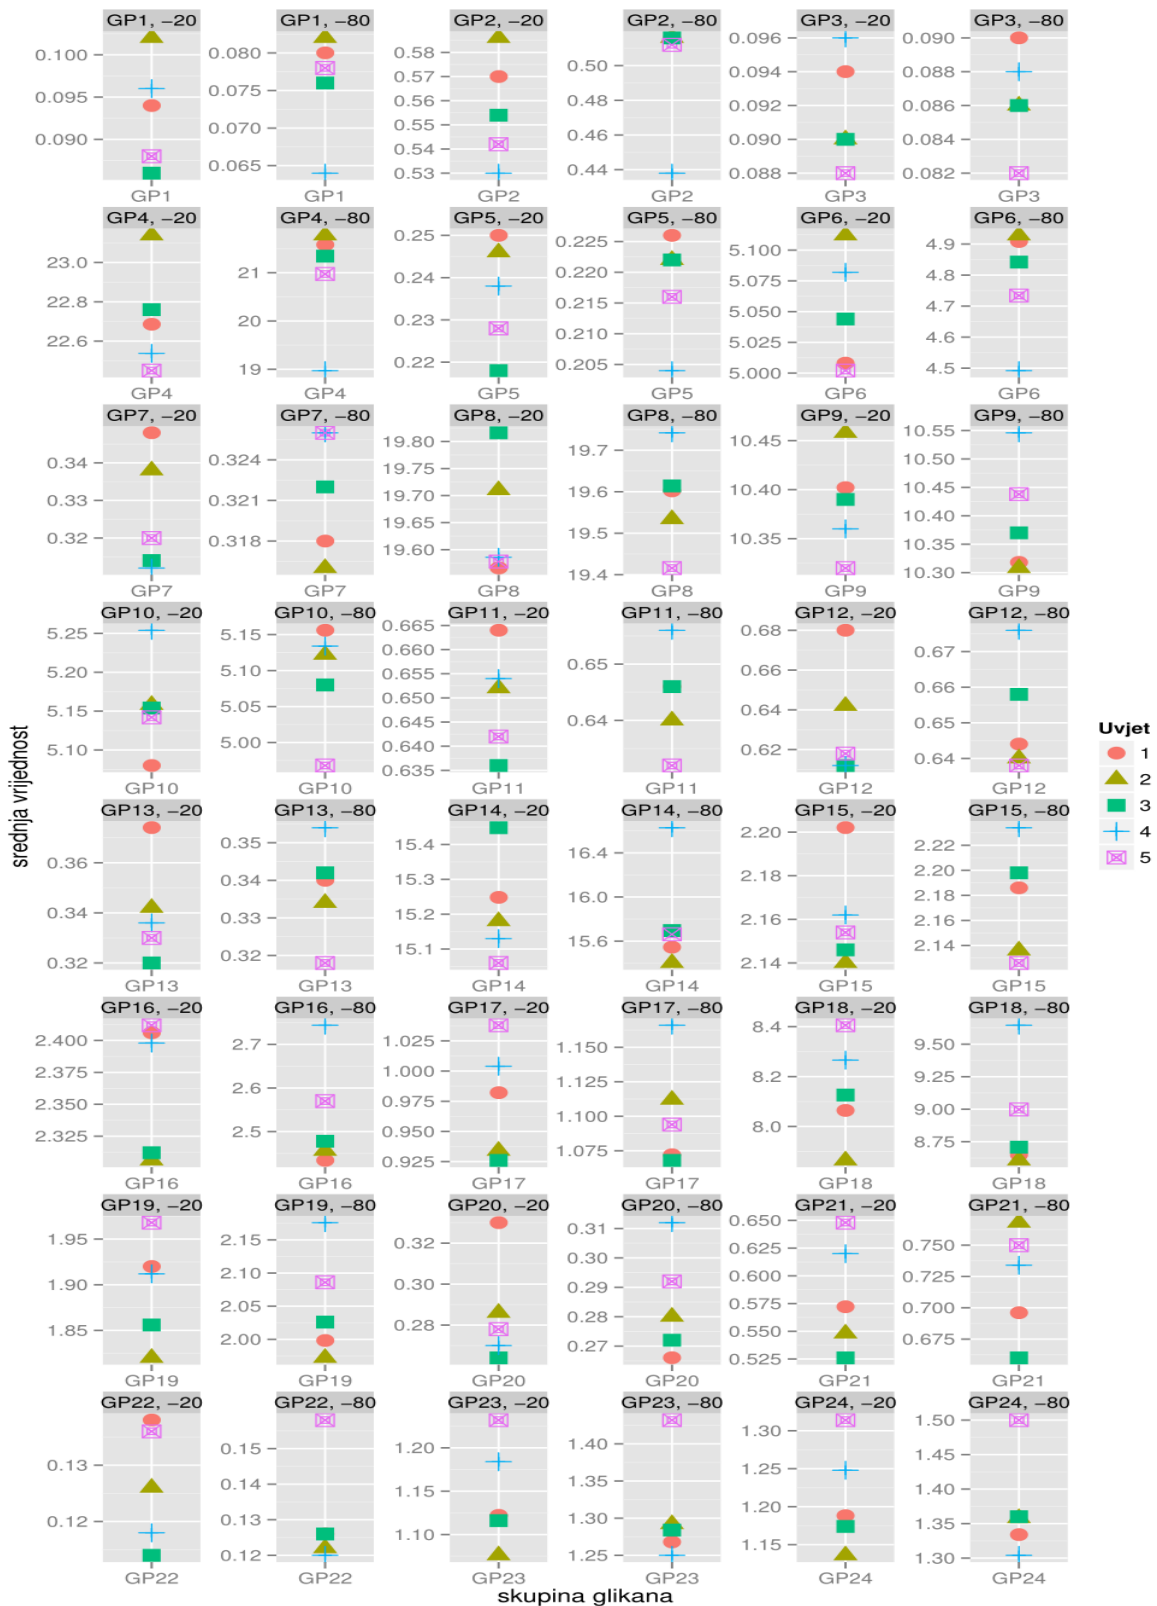 GP1, −20 GP1, −80 GP2, −20 GP2, −80 GP3, −20 GP3, −80
0.100 0.095 0.090
0.080 0.075 0.070 0.065
0.58 0.57 0.56 0.55 0.54 0.53
0.50 0.48 0.46 0.44
0.096 0.094 0.092 0.090 0.088
0.090 0.088 0.086 0.084 0.082
GP1 GP1 GP2 GP2 GP3 GP3
GP4, −20 GP4, −80 GP5, −20 GP5, −80 GP6, −20 GP6, −80
23.0 22.8 22.6
21 20 19
0.25 0.24 0.23 0.22
0.225 0.220 0.215 0.210 0.205
5.100 5.075 5.050 5.025 5.000
4.9 4.8 4.7 4.6 4.5
GP4 GP4 GP5 GP5 GP6 GP6
GP7, −20 GP7, −80 GP8, −20 GP8, −80 GP9, −20 GP9, −80
0.34 0.33 0.32
0.324 0.321 0.318
19.80 19.75 19.70 19.65 19.60
19.7 19.6 19.5 19.4
10.45 10.40 10.35
10.55 10.50 10.45 10.40 10.35 10.30
GP7 GP7 GP8 GP8 GP9 GP9
GP10, −20 GP10, −80 GP11, −20 GP11, −80 GP12, −20 GP12, −80
5.25 5.20 5.15 5.10
5.15 5.10 5.05 5.00
0.665 0.660 0.655 0.650 0.645 0.640 0.635
0.65 0.64
0.68 0.66 0.64 0.62
0.67 0.66 0.65 0.64
GP10 GP10 GP11 GP11 GP12 GP12
GP13, −20 GP13, −80 GP14, −20 GP14, −80 GP15, −20 GP15, −80
0.36 0.34 0.32
0.35 0.34 0.33 0.32
15.4 15.3 15.2 15.1
16.4 16.0 15.6
2.20 2.18 2.16 2.14
2.22 2.20 2.18 2.16 2.14
GP13 GP13 GP14 GP14 GP15 GP15
GP16, −20 GP16, −80 GP17, −20 GP17, −80 GP18, −20 GP18, −80
2.400 2.375 2.350 2.325
2.7 2.6 2.5
1.025 1.000 0.975 0.950 0.925
1.150 1.125 1.100 1.075
8.4 8.2 8.0
9.50 9.25 9.00 8.75
GP16 GP16 GP17 GP17 GP18 GP18
GP19, −20 GP19, −80 GP20, −20 GP20, −80 GP21, −20 GP21, −80
1.95 1.90 1.85
2.15 2.10 2.05 2.00
0.32 0.30 0.28
0.31 0.30 0.29 0.28 0.27
0.650 0.625 0.600 0.575 0.550 0.525
0.750 0.725 0.700 0.675
GP19 GP19 GP20 GP20 GP21 GP21
GP22, −20 GP22, −80 GP23, −20 GP23, −80 GP24, −20 GP24, −80
0.13 0.12
0.15 0.14 0.13 0.12
1.20 1.15 1.10
1.40 1.35 1.30 1.25
1.30 1.25 1.20 1.15
1.50 1.45 1.40 1.35 1.30
GP22 GP22 GP23 GP23 GP24 GP24
skupina glikana
srednja vrijednost
Uvjet
1
2
3
4
5